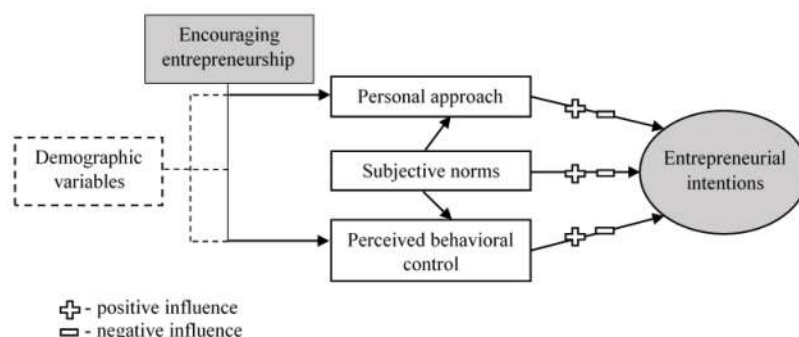 Encouraging
entrepreneurship
Personal approach
Demographic
variables
Subjective norms
Entrepreneurial
intentions
Perceived behavioral
control
- positive influence
- negative influence